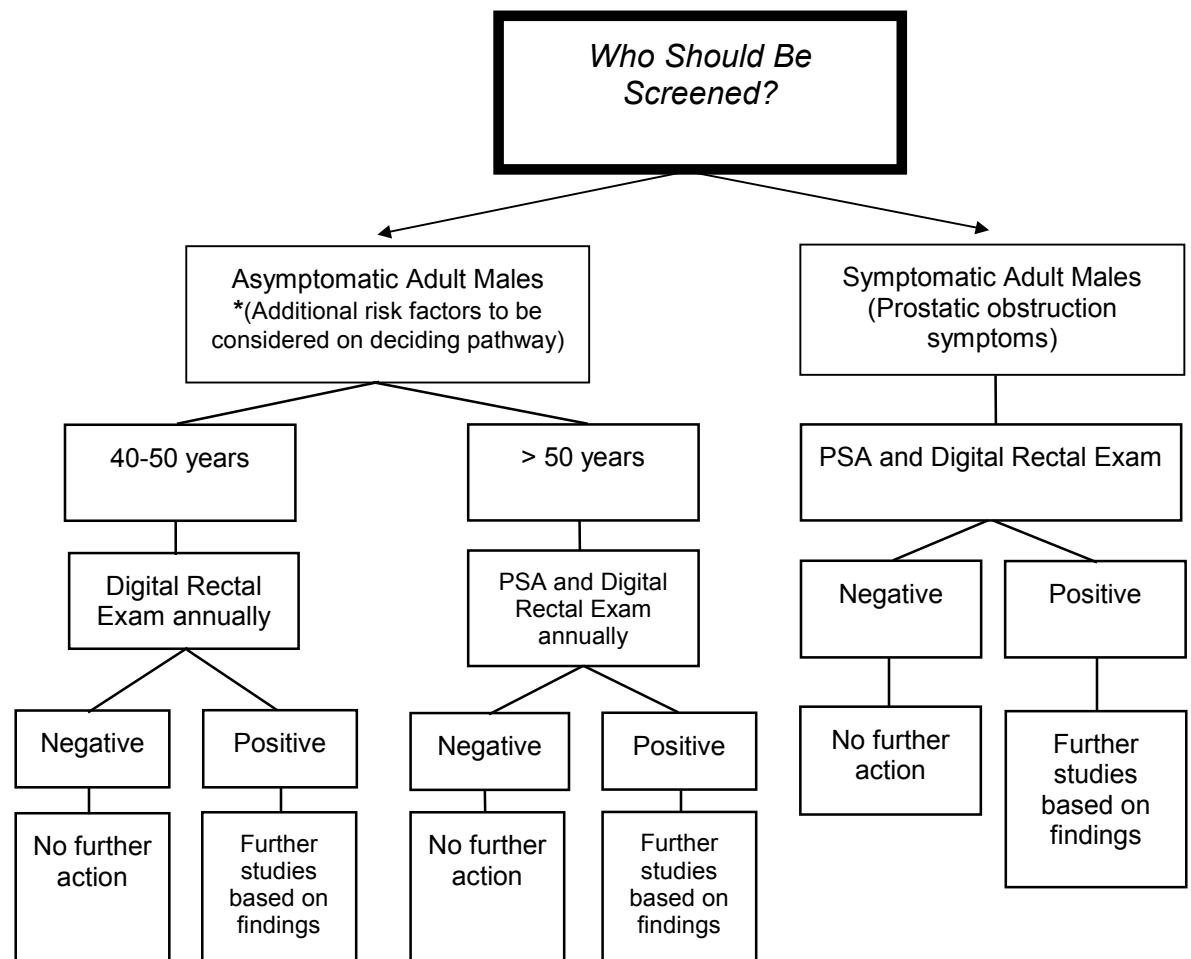 Who Should Be
Screened?
Asymptomatic Adult Males
*(Additional risk factors to be
considered on deciding pathway)
Symptomatic Adult Males
(Prostatic obstruction
symptoms)
40-50 years
> 50 years
PSA and Digital Rectal Exam
Digital Rectal
Exam annually
PSA and Digital
Rectal Exam
annually
Negative
Positive
Negative
Positive
Negative
Positive
No further
action
Further
studies
based on
findings
No further
action
Further
studies
based on
findings
No further
action
Further
studies
based on
findings